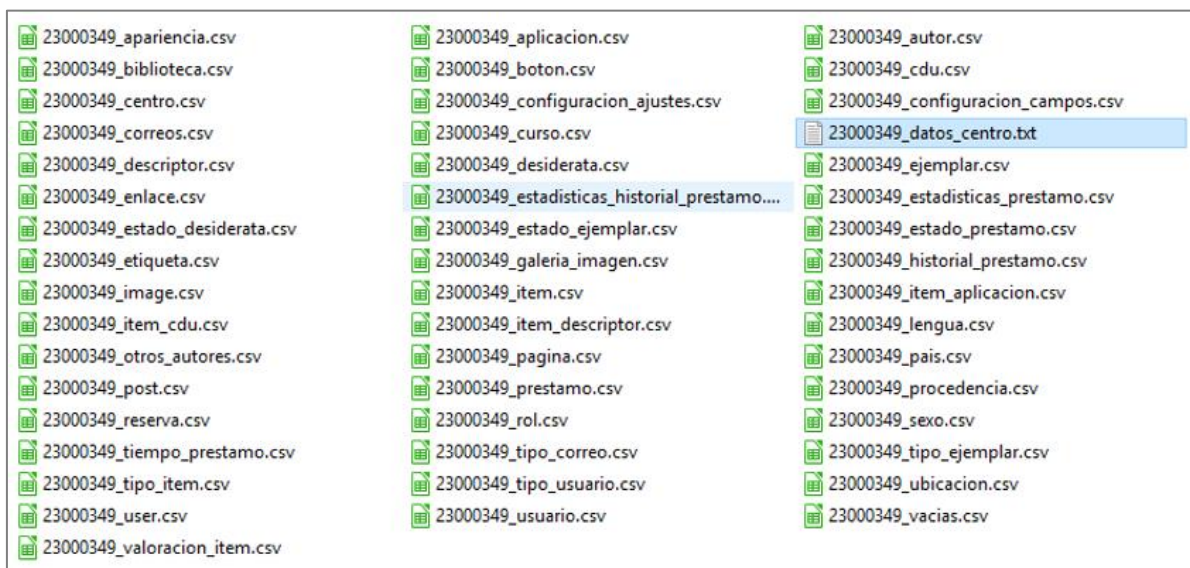 23000349_apariencia.csv 23000349_aplicacion.csv 23000349_autor.csv
23000349_biblioteca.csv 23000349_boton.csv 23000349_cdu.csv
23000349_centro.csv 23000349_configuracion_ajustes.csv 23000349_configuracion_campos.csv
23000349_correos.csv 23000349_curso.csv 23000349_datos_centro.txt
23000349_descriptor.csv 23000349_desiderata.csv 23000349_ejemplar.csv
23000349_enlace.csv 23000349_estadisticas_historial_prestamo.... 23000349_estadisticas_prestamo.csv
23000349_estado_desiderata.csv 23000349_estado_ejemplar.csv 23000349_estado_prestamo.csv
23000349_etiqueta.csv 23000349_galeria_imagen.csv 23000349_historial_prestamo.csv
23000349_image.csv 23000349_item.csv 23000349_item_aplicacion.csv
23000349_item_cdu.csv 23000349_item_descriptor.csv 23000349_lengua.csv
23000349_otros_autores.csv 23000349_pagina.csv 23000349_pais.csv
23000349_post.csv 23000349_prestamo.csv 23000349_procedencia.csv
23000349_reserva.csv 23000349_rol.csv 23000349_sexo.csv
23000349_tiempo_prestamo.csv 23000349_tipo_correo.csv 23000349_tipo_ejemplar.csv
23000349_tipo_item.csv 23000349_tipo_usuario.csv 23000349_ubicacion.csv
23000349_user.csv 23000349_usuario.csv 23000349_vacias.csv
23000349_valoracion_item.csv